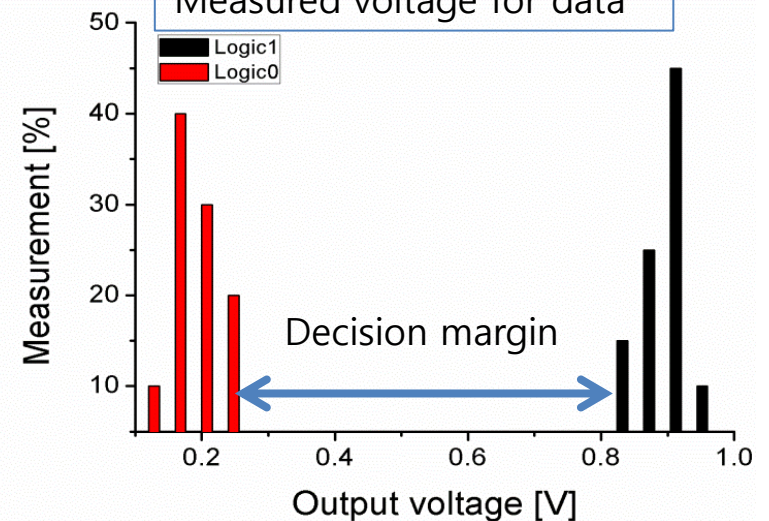 Measured voltage for data
50
Logic1
Logic0
40
30
20
10
Measurement [%]
Decision margin
0.2 0.4 0.6 0.8 1.0
Output voltage [V]